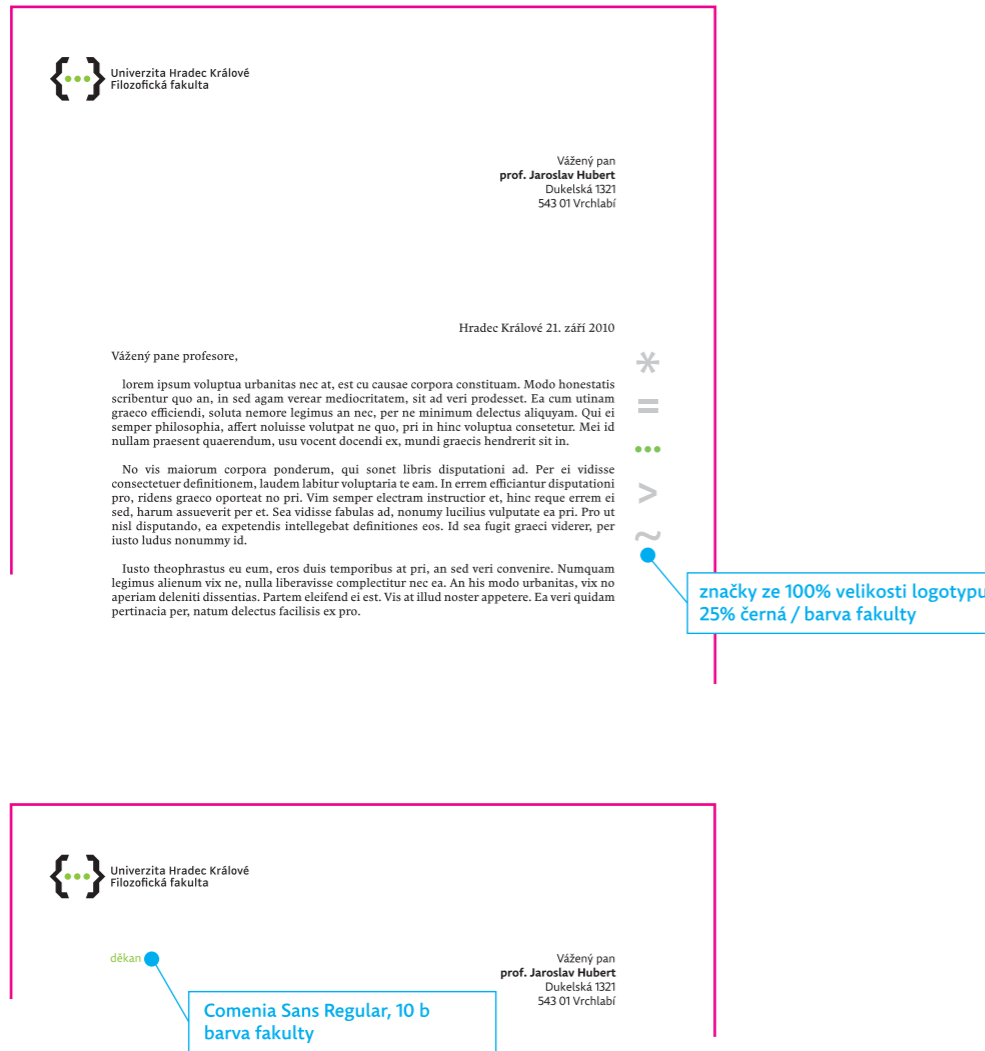 Univerzita Hradec Králové
Filozofická fakulta
Vážený pan
prof. Jaroslav Hubert
Dukelská 1321
543 01 Vrchlabí
Hradec Králové 21. září 2010
Vážený pane profesore,
lorem ipsum voluptua urbanitas nec at, est cu causae corpora constituam. Modo honestatis
scribentur quo an, in sed agam verear mediocritatem, sit ad veri prodesset. Ea cum utinam
graeco efficiendi, soluta nemore legimus an nec, per ne minimum delectus aliquyam. Qui ei
semper philosophia, affert noluisse volutpat ne quo, pri in hinc voluptua consetetur. Mei id
nullam praesent quaerendum, usu vocent docendi ex, mundi graecis hendrerit sit in.
No vis maiorum corpora ponderum, qui sonet libris disputationi ad. Per ei vidisse
consectetuer definitionem, laudem labitur voluptaria te eam. In errem efficiantur disputationi
pro, ridens graeco oporteat no pri. Vim semper electram instructior et, hinc reque errem ei
sed, harum assueverit per et. Sea vidisse fabulas ad, nonumy lucilius vulputate ea pri. Pro ut
nisl disputando, ea expetendis intellegebat definitiones eos. Id sea fugit graeci viderer, per
iusto ludus nonummy id.
Iusto theophrastus eu eum, eros duis temporibus at pri, an sed veri convenire. Numquam
legimus alienum vix ne, nulla liberavisse complectitur nec ea. An his modo urbanitas, vix no
aperiam deleniti dissentias. Partem eleifend ei est. Vis at illud noster appetere. Ea veri quidam
pertinacia per, natum delectus facilisis ex pro.
*
=
...
>
~
značky ze 100% velikosti logotypu
25% černá / barva fakulty
Univerzita Hradec Králové
Filozofická fakulta
děkan
Vážený pan
prof. Jaroslav Hubert
Dukelská 1321
543 01 Vrchlabí
Comenia Sans Regular, 10 b
barva fakulty